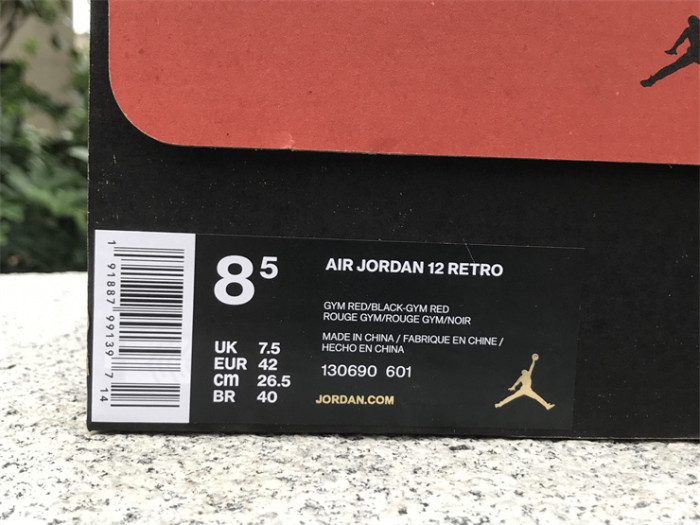 1 91887 99139 7 14
8 5
AIR JORDAN 12 RETRO
GYM RED/BLACK-GYM RED
ROUGE GYM/ROUGE GYM/NOIR
MADE IN CHINA / FABRIQUE EN CHINE /
HECHO EN CHINA
UK 7.5
EUR 42
cm 26.5
BR 40
130690 601
JORDAN.COM